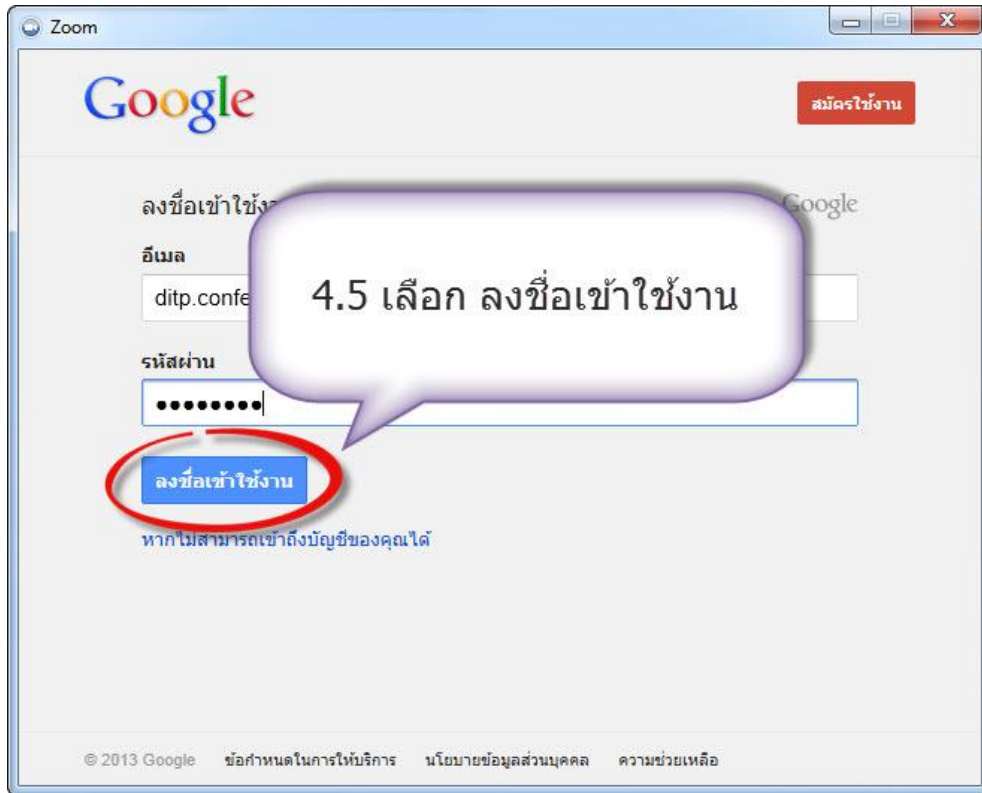 Zoom
Google
สมัครใช้งาน
ลงชื่อเข้าใช้งา
Google
อีเมล
ditp.confe
4.5 เลือก ลงชื่อเข้าใช้งาน
รหัสผ่าน
••••••••
ลงชื่อเข้าใช้งาน
หากไม่สามารถเข้าถึงบัญชีของคุณได้
© 2013 Google ข้อกำหนดในการให้บริการ นโยบายข้อมูลส่วนบุคคล ความช่วยเหลือ